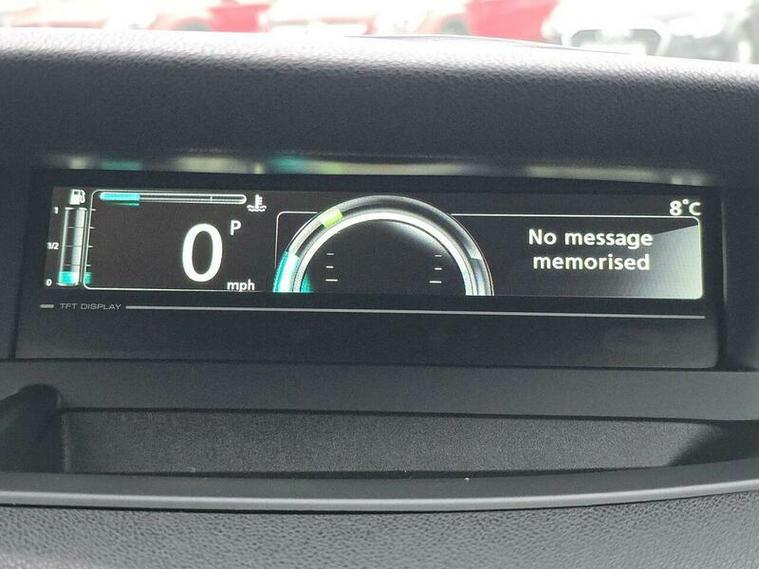 8°C
1
1/2
0
0
P
mph
No message
memorised
TFT DISPLAY